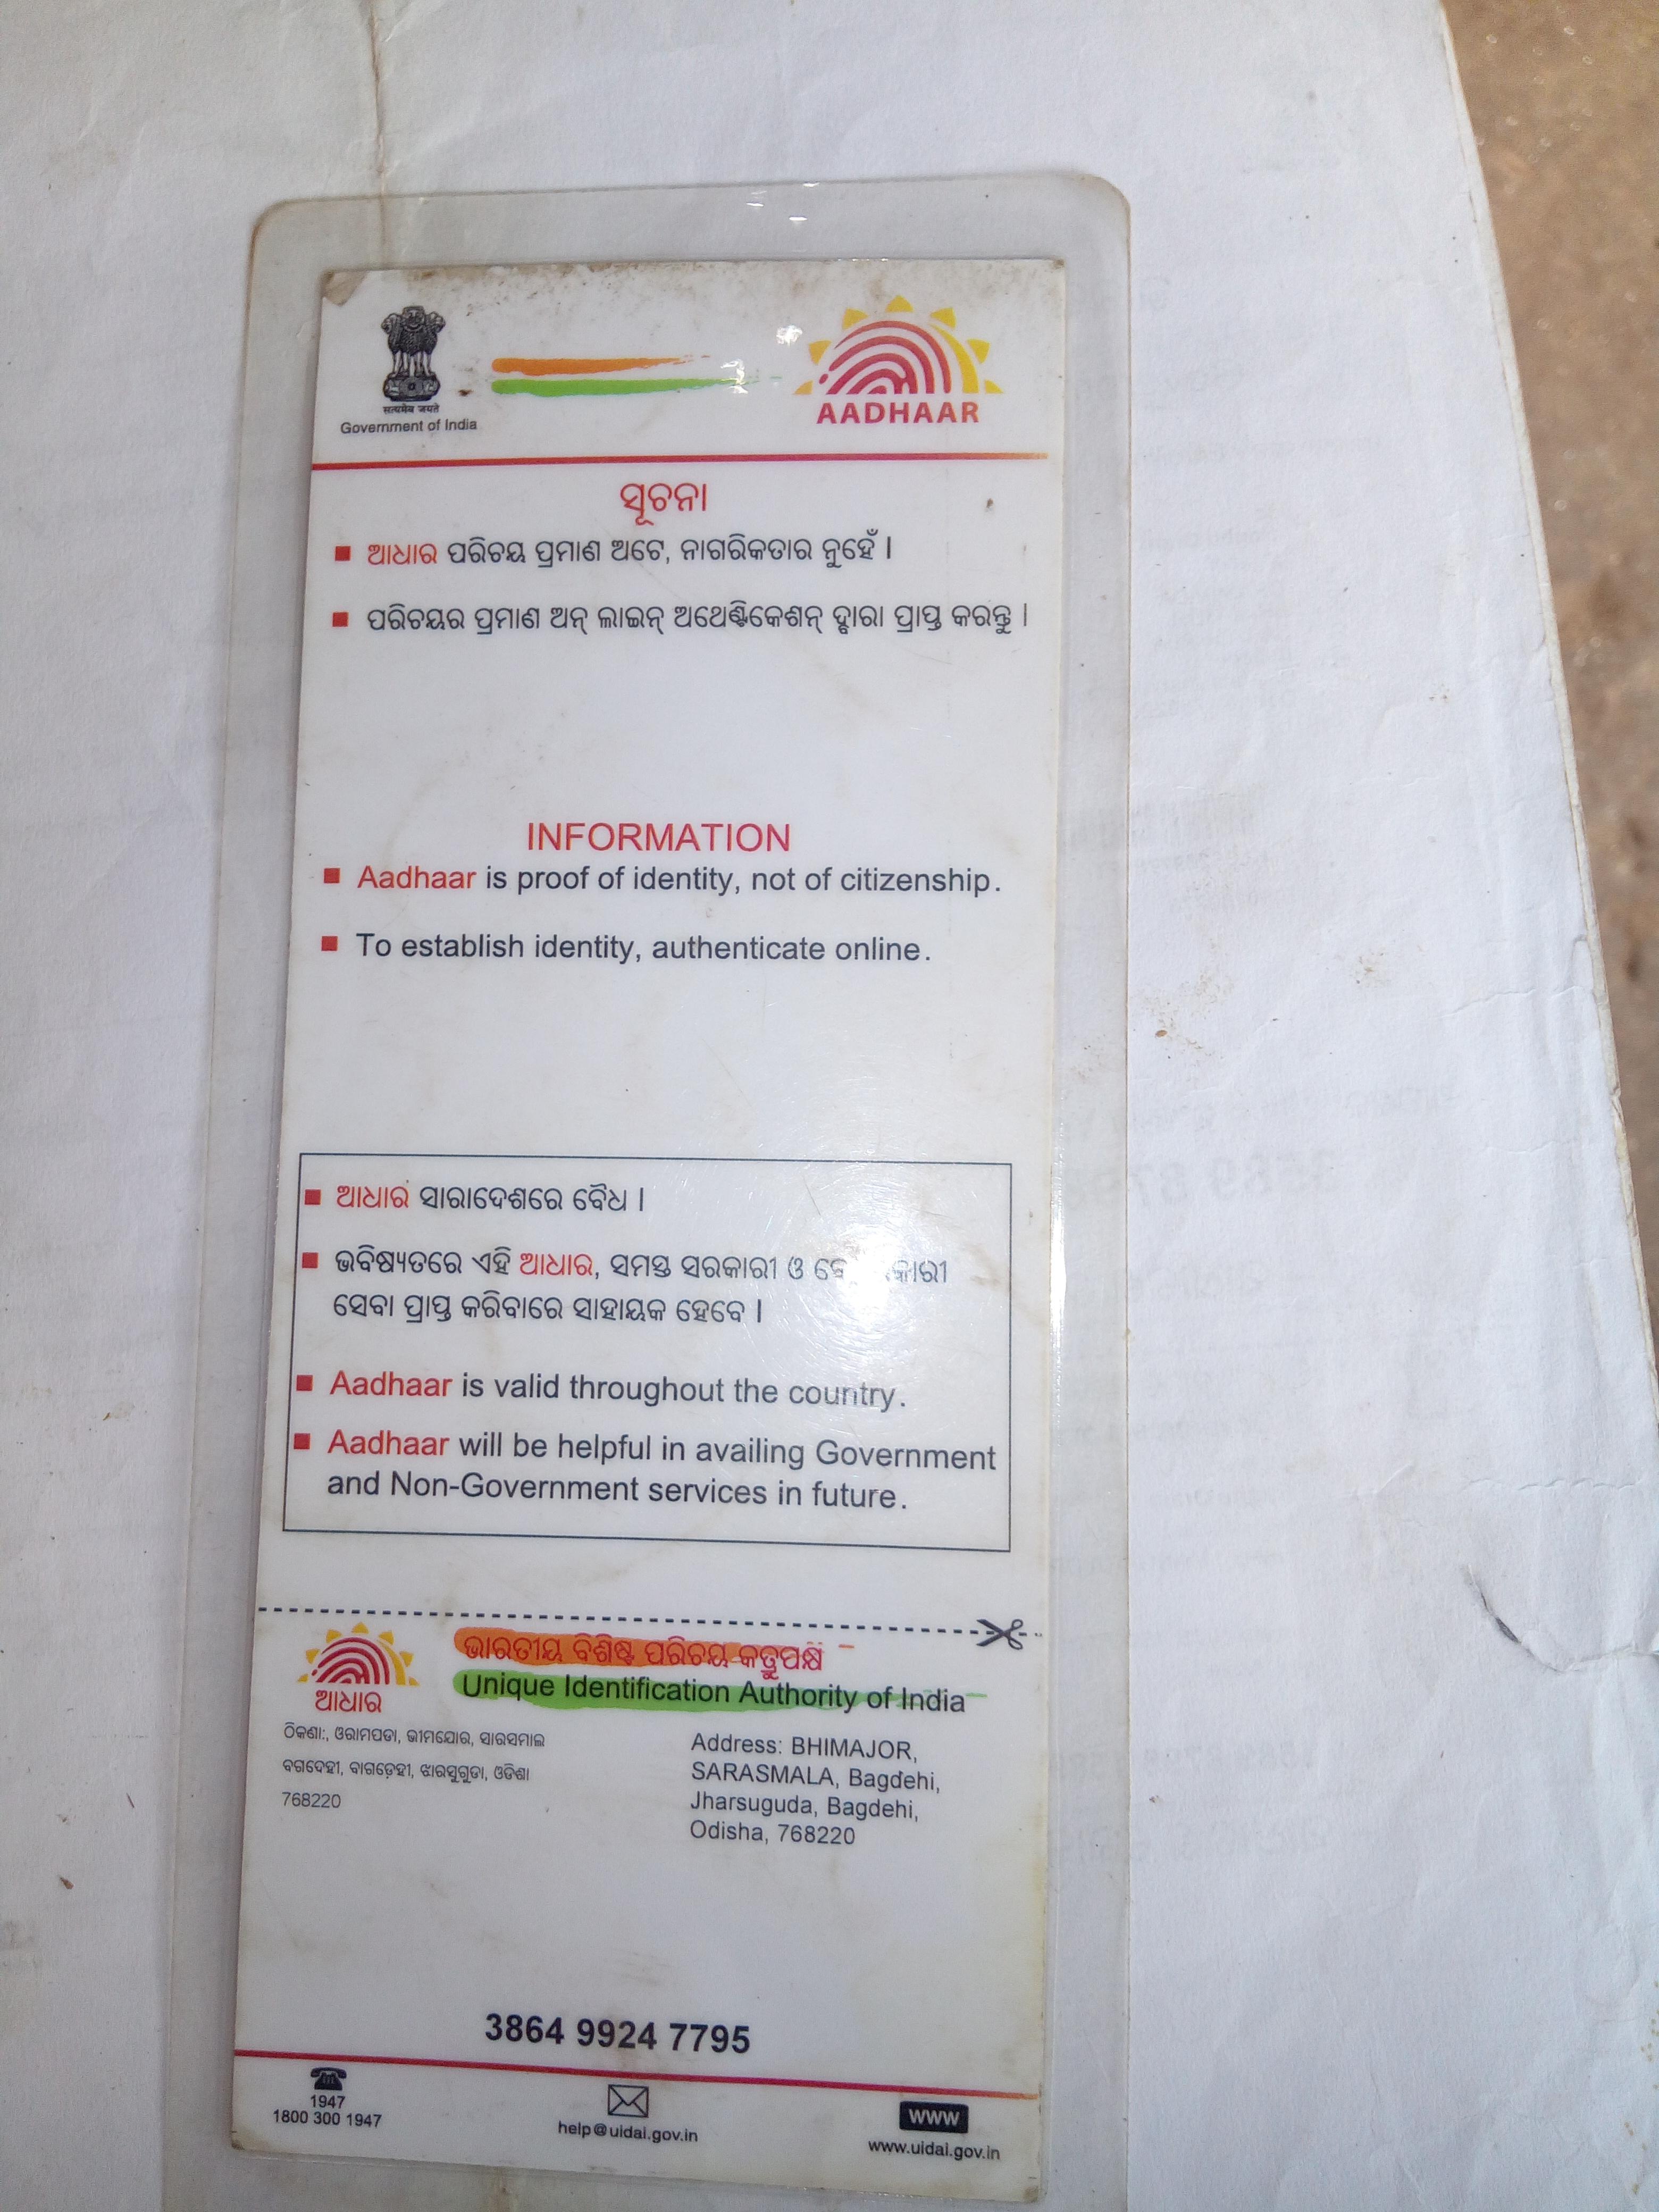 सत्यमेव जयते
Government of India
AADHAAR
ସୂଚନା
ଆଧାର ପରିଚୟ ପ୍ରମାଣ ଅଟେ, ନାଗରିକତାର ନୁହେଁ ।
ପରିଚୟର ପ୍ରମାଣ ଅନ୍ ଲାଇନ୍ ଅଥେଣ୍ଟିକେଶନ୍ ଦ୍ବାରା ପ୍ରାପ୍ତ କରନ୍ତୁ ।
INFORMATION
Aadhaar is proof of identity, not of citizenship.
To establish identity, authenticate online.
ଆଧାର ସାରାଦେଶରେ ବୈଧ ।
ଭବିଷ୍ୟତରେ ଏହି ଆଧାର, ସମସ୍ତ ସରକାରୀ ଓ
ସେବା ପ୍ରାପ୍ତ କରିବାରେ ସାହାୟକ ହେବେ ।
Aadhaar is valid throughout the country.
Aadhaar will be helpful in availing Government
and Non-Government services in future.
ଭାରତୀୟ ବିଶିଷ୍ଟ ପରିଚୟ କର୍ତ୍ତୁପକ୍ଷ
Unique Identification Authority of India
ଆଧାର
ଠିକଣା:, ଓରାମପଡା, ଭୀମଯୋର, ସାରସମାଲ
ବଗଦେହୀ, ବାଗଡ଼େହୀ, ଝାରସୁଗୁଡା, ଓଡିଶା
768220
Address: BHIMAJOR,
SARASMALA, Bagdehi,
Jharsuguda, Bagdehi,
Odisha, 768220
3864 9924 7795
1947
1800 300 1947
help@uidai.gov.in
www
www.uidai.gov.in